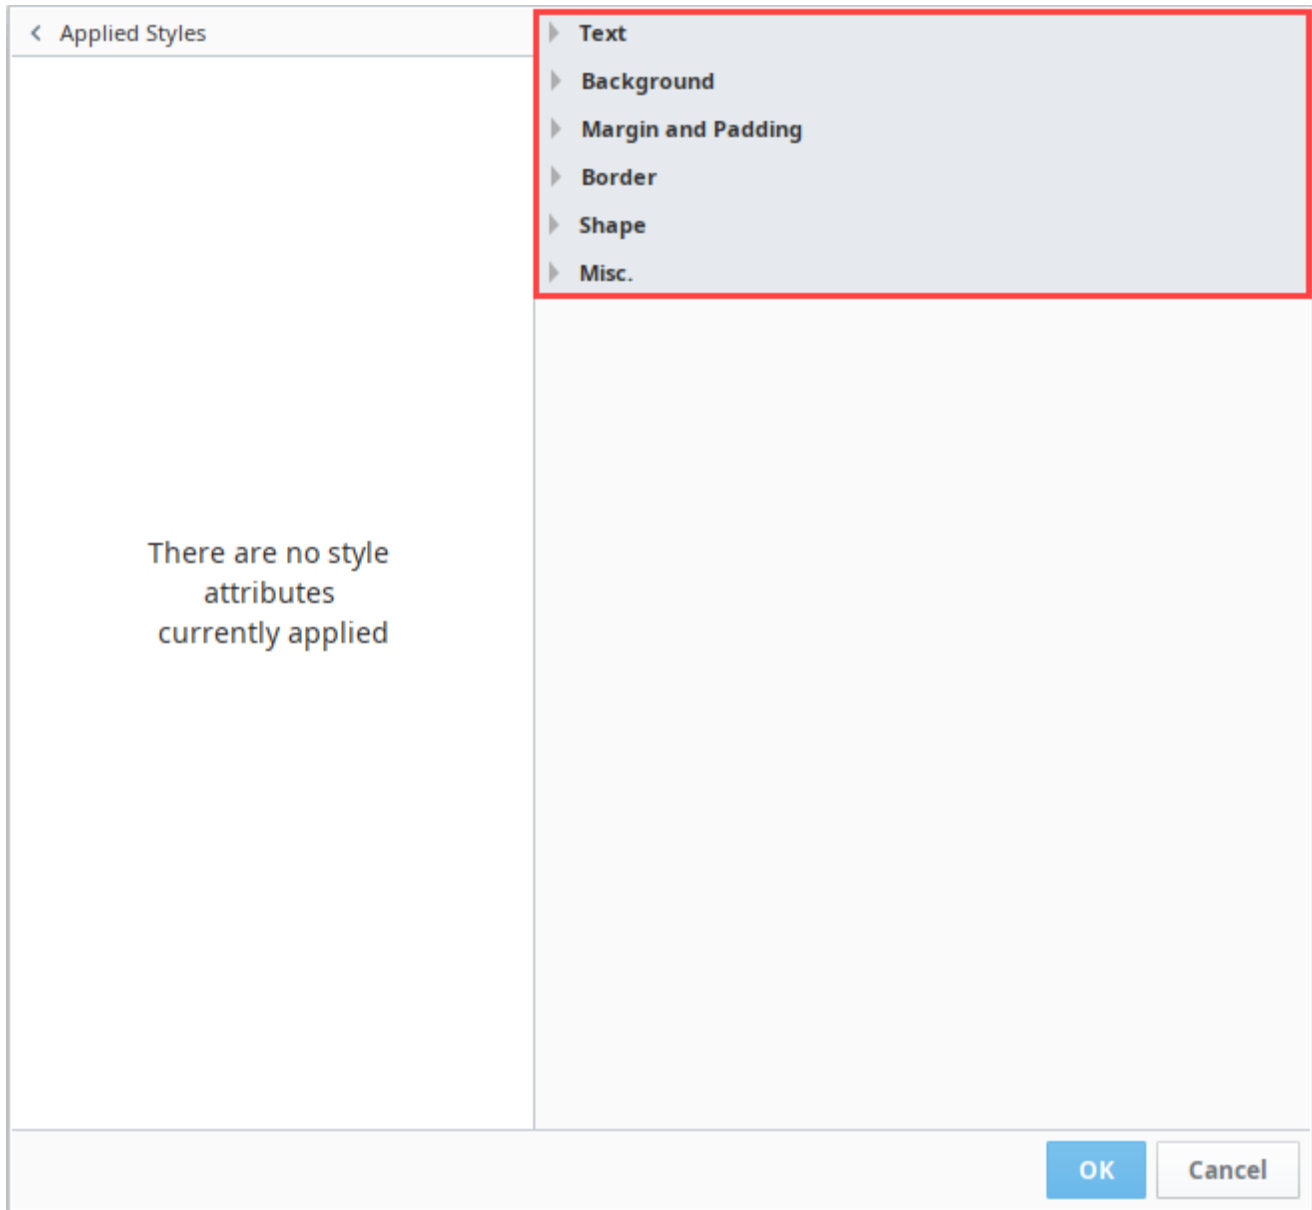 Applied Styles
Text
Background
Margin and Padding
Border
Shape
Misc.
There are no style
attributes
currently applied
OK
Cancel